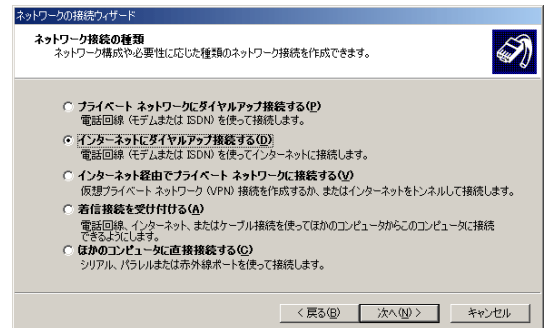 ネットワークの接続ウィザード
ネットワーク接続の種類
ネットワーク構成や必要性に応じた種類のネットワーク接続を作成できます。
プライベート ネットワークにダイヤルアップ接続する(P)
電話回線 (モデムまたは ISDN) を使って接続します。
インターネットにダイヤルアップ接続する(D)
電話回線 (モデムまたは ISDN) を使ってインターネットに接続します。
インターネット経由でプライベート ネットワークに接続する(V)
仮想プライベート ネットワーク (VPN) 接続を作成するか、またはインターネットをトンネルして接続します。
着信接続を受け付ける(A)
電話回線、インターネット、またはケーブル接続を使ってほかのコンピュータからこのコンピュータに接続
できるようにします。
ほかのコンピュータに直接接続する(C)
シリアル、パラレルまたは赤外線ポートを使って接続します。
< 戻る(B) 次へ(N) > キャンセル